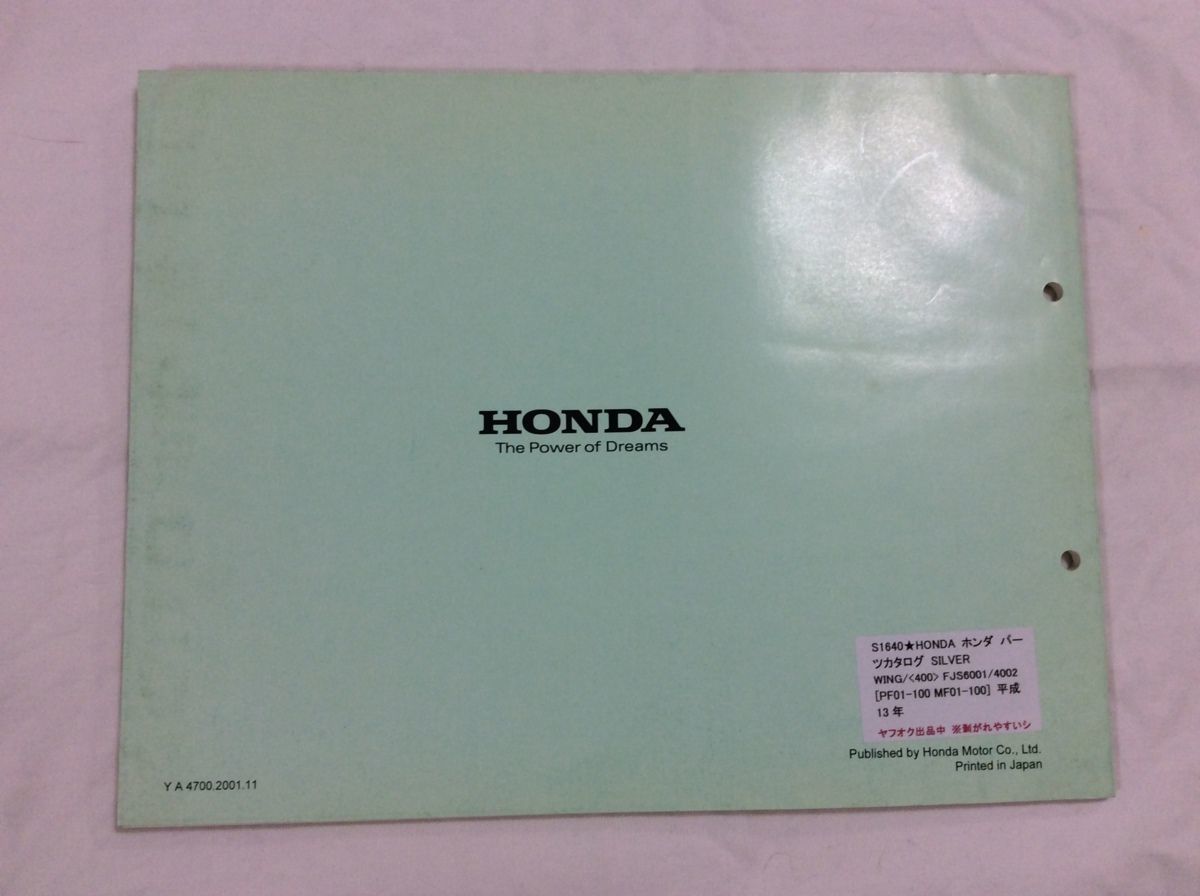 HONDA
The Power of Dreams
S1640★HONDA ホンダ パー
ツカタログ SILVER
WING/<400> FJS6001/4002
[PF01-100 MF01-100] 平成
13年
ヤフオク出品中 ※剥がれやすいシ
Published by Honda Motor Co., Ltd.
Printed in Japan
Y A 4700.2001.11